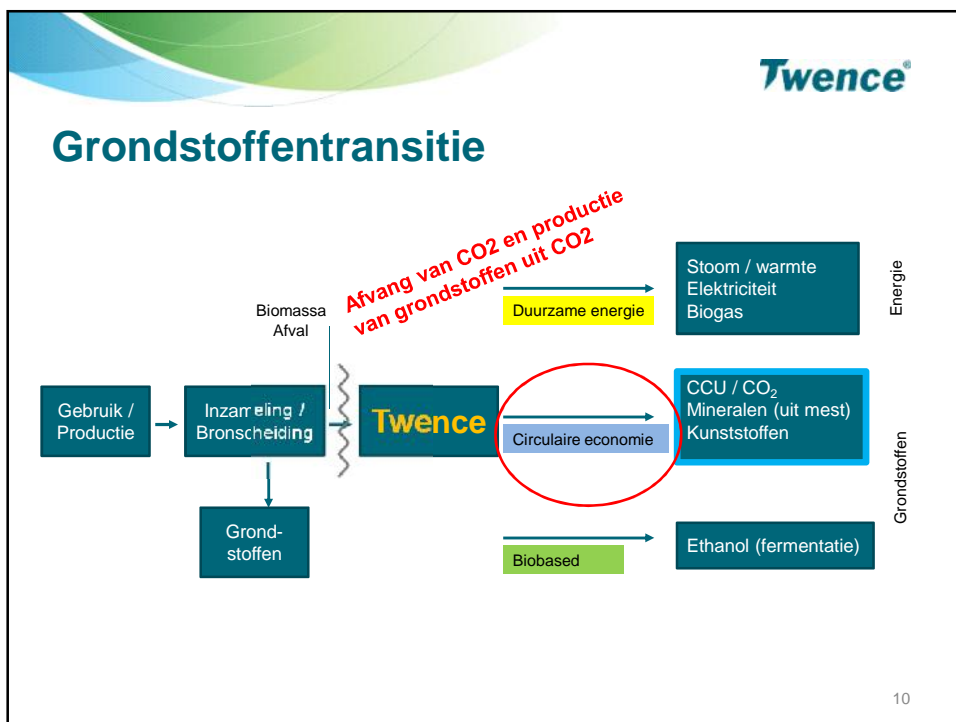 Twence®
Grondstoffentransitie
Afvang van CO2 en productie
van grondstoffen uit CO2
Biomassa
Afval
Gebruik /
Productie
Inzameling /
Bronscheiding
Grond-
stoffen
Twence
Duurzame energie
Stoom / warmte
Elektriciteit
Biogas
Energie
Circulaire economie
CCU / CO₂
Mineralen (uit mest)
Kunststoffen
Grondstoffen
Biobased
Ethanol (fermentatie)
10